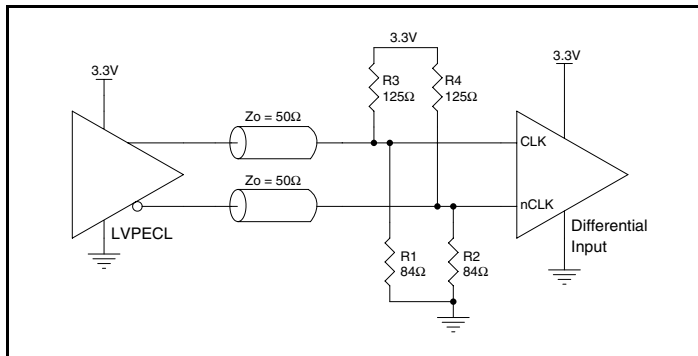 3.3V
3.3V
3.3V
R3
125Ω
R4
125Ω
Zo = 50Ω
CLK
Zo = 50Ω
nCLK
LVPECL
Differential
Input
R1
84Ω
R2
84Ω